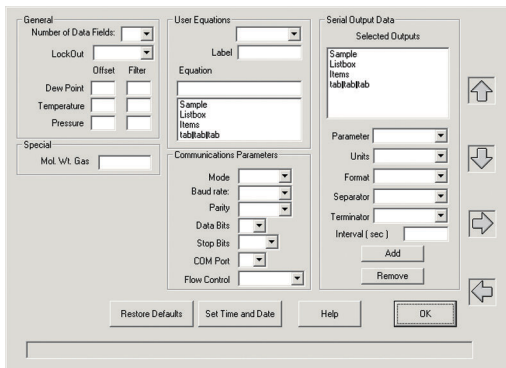 General
Number of Data Fields:
LockOut
Offset Filter
Dew Point
Temperature
Pressure
Special
Mol. Wt. Gas
User Equations
Label
Equation
Sample
Listbox
Items
tab|tab|tab
Communications Parameters
Mode
Baud rate:
Parity
Data Bits
Stop Bits
COM Port
Flow Control
Serial Output Data
Selected Outputs
Sample
Listbox
Items
tab|tab|tab
Parameter
Units
Format
Separator
Terminator
Interval ( sec )
Add
Remove
Restore Defaults
Set Time and Date
Help
OK